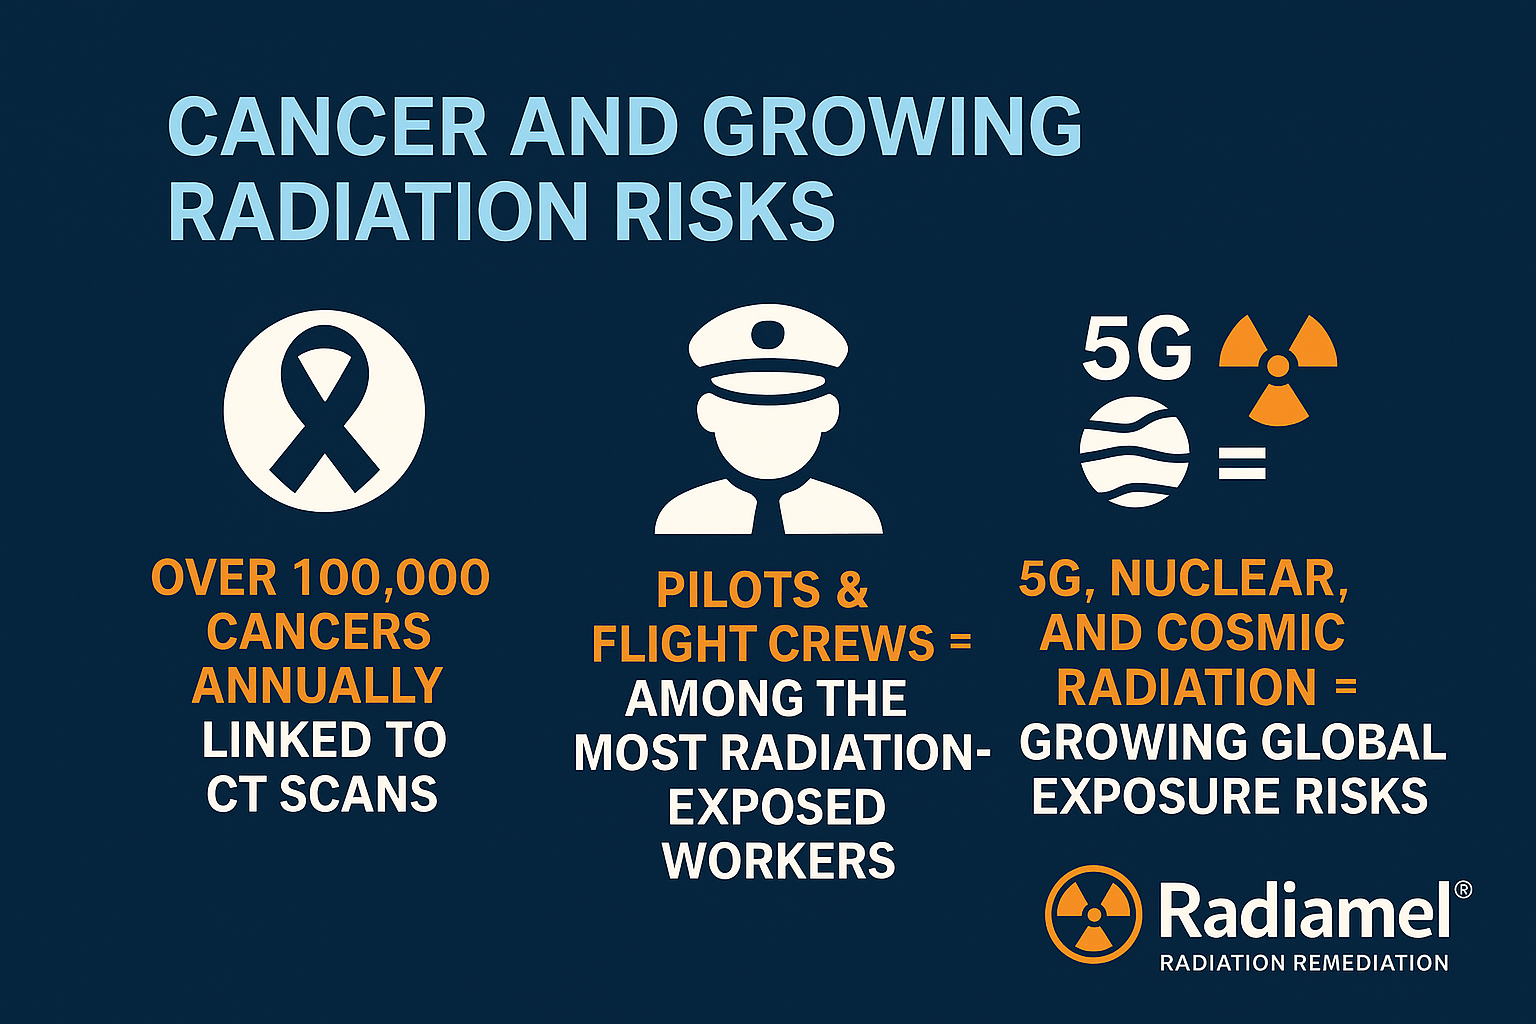 CANCER AND GROWING
RADIATION RISKS
OVER 100,000
CANCERS
ANNUALLY
LINKED TO
CT SCANS
PILOTS &
FLIGHT CREWS =
AMONG THE
MOST RADIATION-
EXPOSED
WORKERS
5G
=
5G, NUCLEAR,
AND COSMIC
RADIATION =
GROWING GLOBAL
EXPOSURE RISKS
Radiamel®
RADIATION REMEDIATION